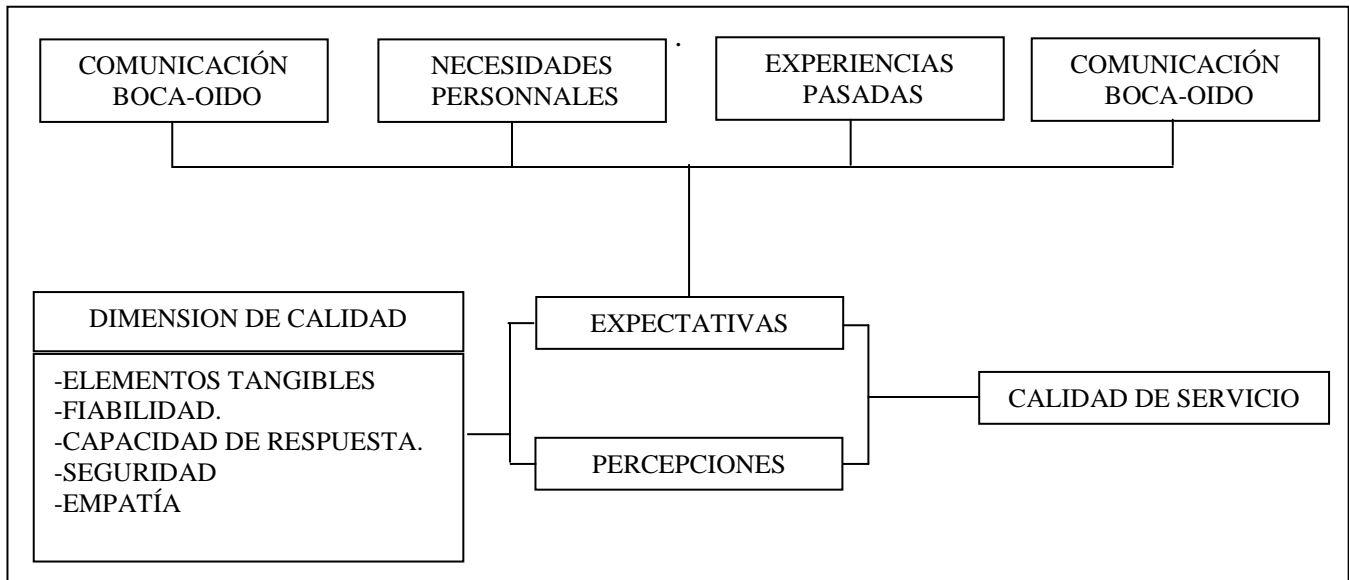 COMUNICACIÓN
BOCA-OIDO
NECESIDADES
PERSONNALES
EXPERIENCIAS
PASADAS
COMUNICACIÓN
BOCA-OIDO
DIMENSION DE CALIDAD
-ELEMENTOS TANGIBLES
-FIABILIDAD.
-CAPACIDAD DE RESPUESTA.
-SEGURIDAD
-EMPATÍA
EXPECTATIVAS
PERCEPCIONES
CALIDAD DE SERVICIO